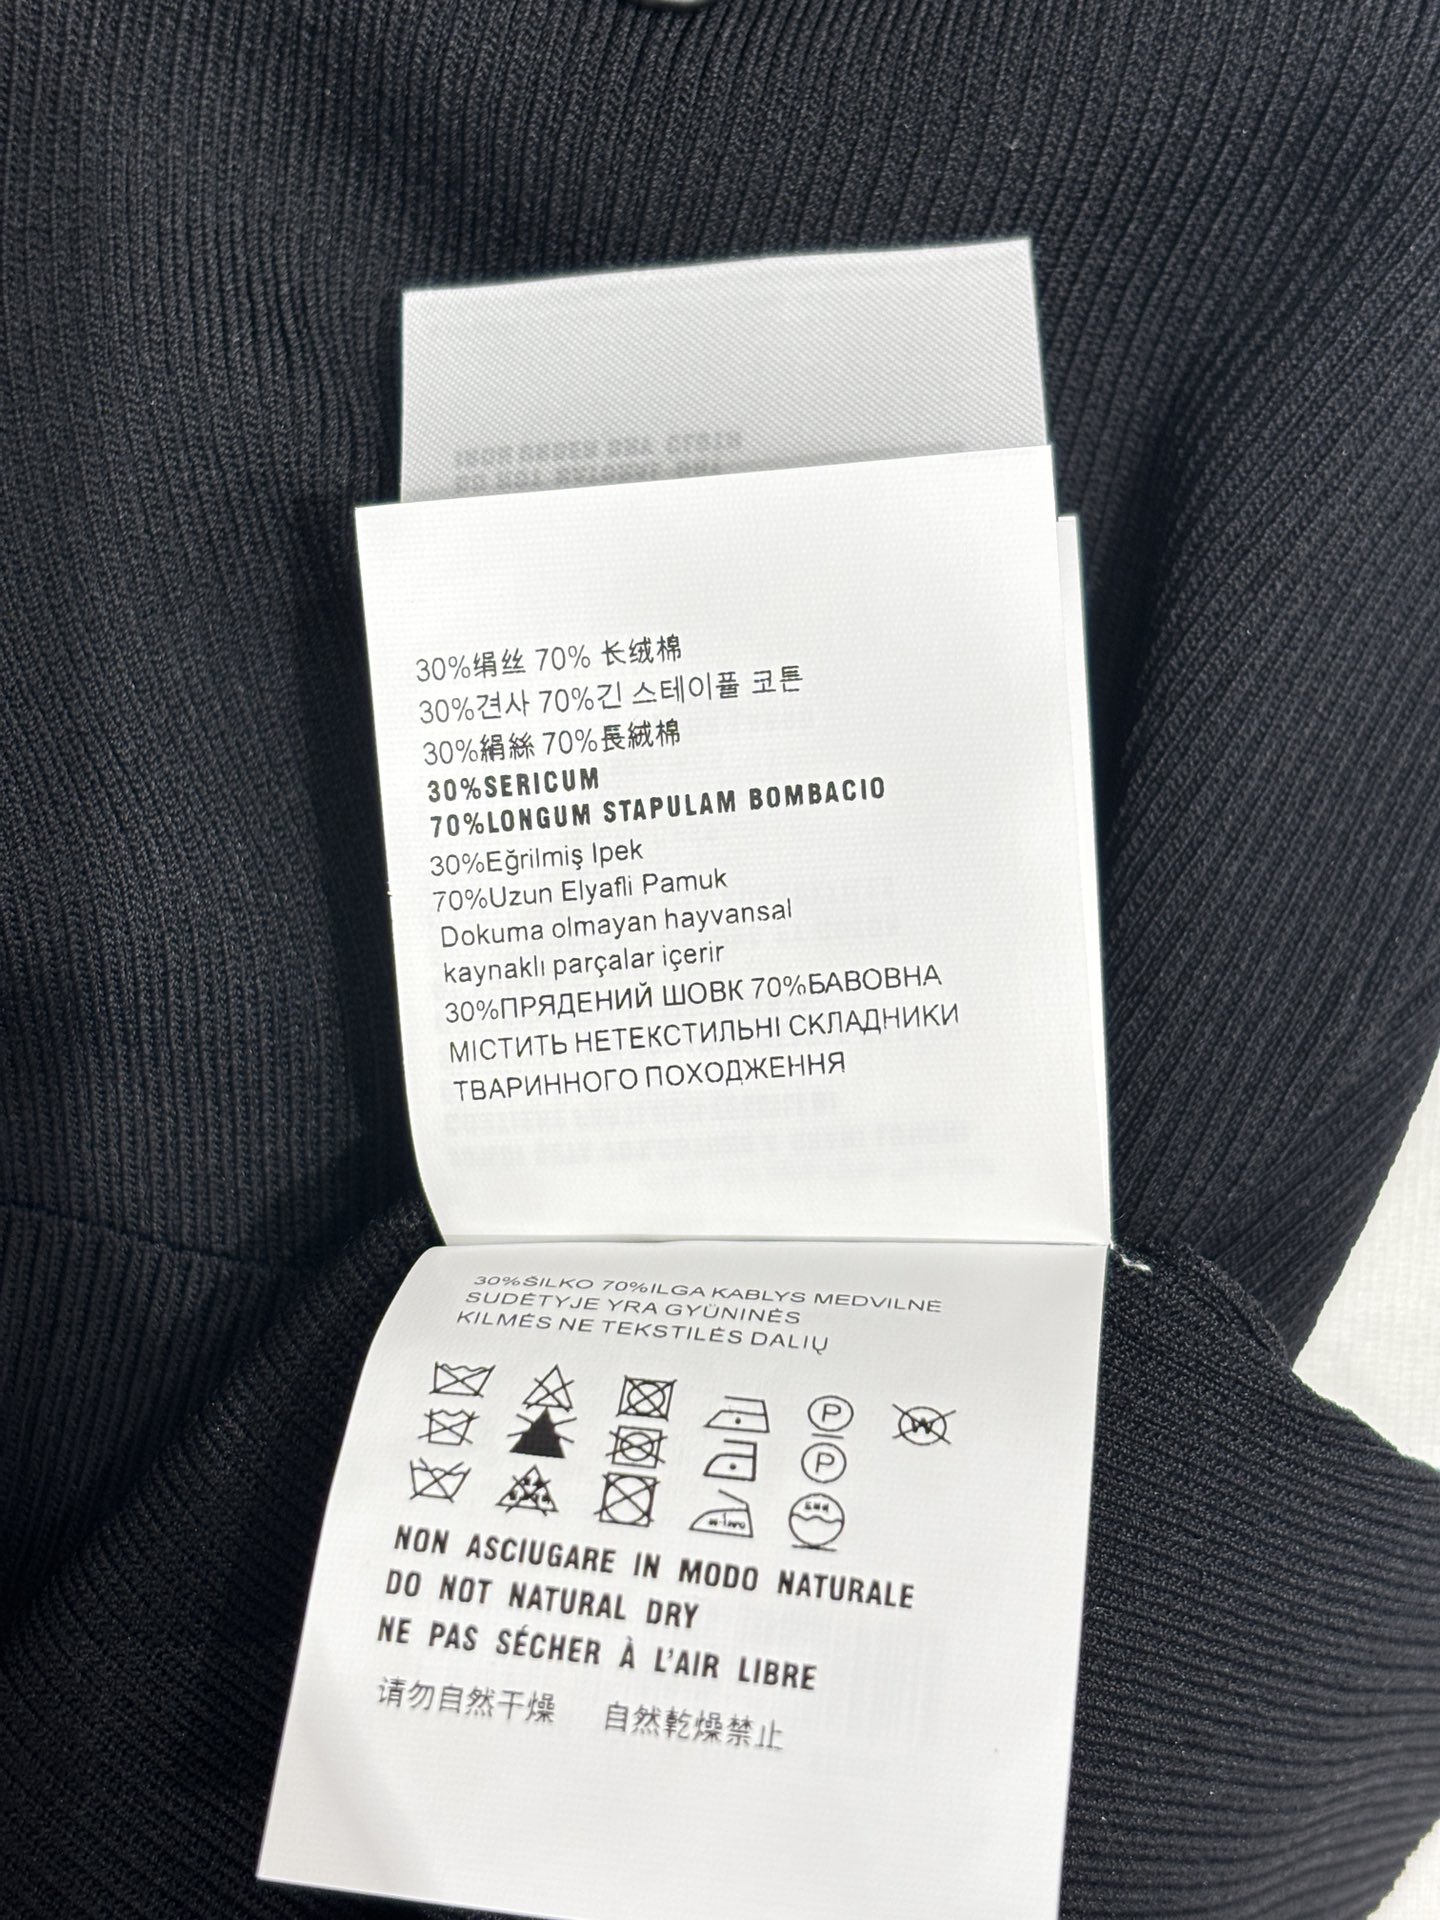 30%绢丝 70% 长绒棉
30%견사 70%긴 스테이플 코튼
30%絹絲 70%長絨棉
30%SERICUM
70%LONGUM STAPULAM BOMBACIO
30%Eğrilmiş Ipek
70%Uzun Elyafli Pamuk
Dokuma olmayan hayvansal
kaynaklı parçalar içerir
30%ПРЯДЕНИЙ ШОВК 70%БАВОВНА
МІСТИТЬ НЕТЕКСТИЛЬНІ СКЛАДНИКИ
ТВАРИННОГО ПОХОДЖЕННЯ
30%ŠILKO 70%ILGA KABLYS MEDVILNĖ
SUDĖTYJE YRA GYŪNINĖS
KILMĖS NE TEKSTILĖS DALIŲ
P
W
P
NON ASCIUGARE IN MODO NATURALE
DO NOT NATURAL DRY
NE PAS SÉCHER À L'AIR LIBRE
请勿自然干燥 自然乾燥禁止